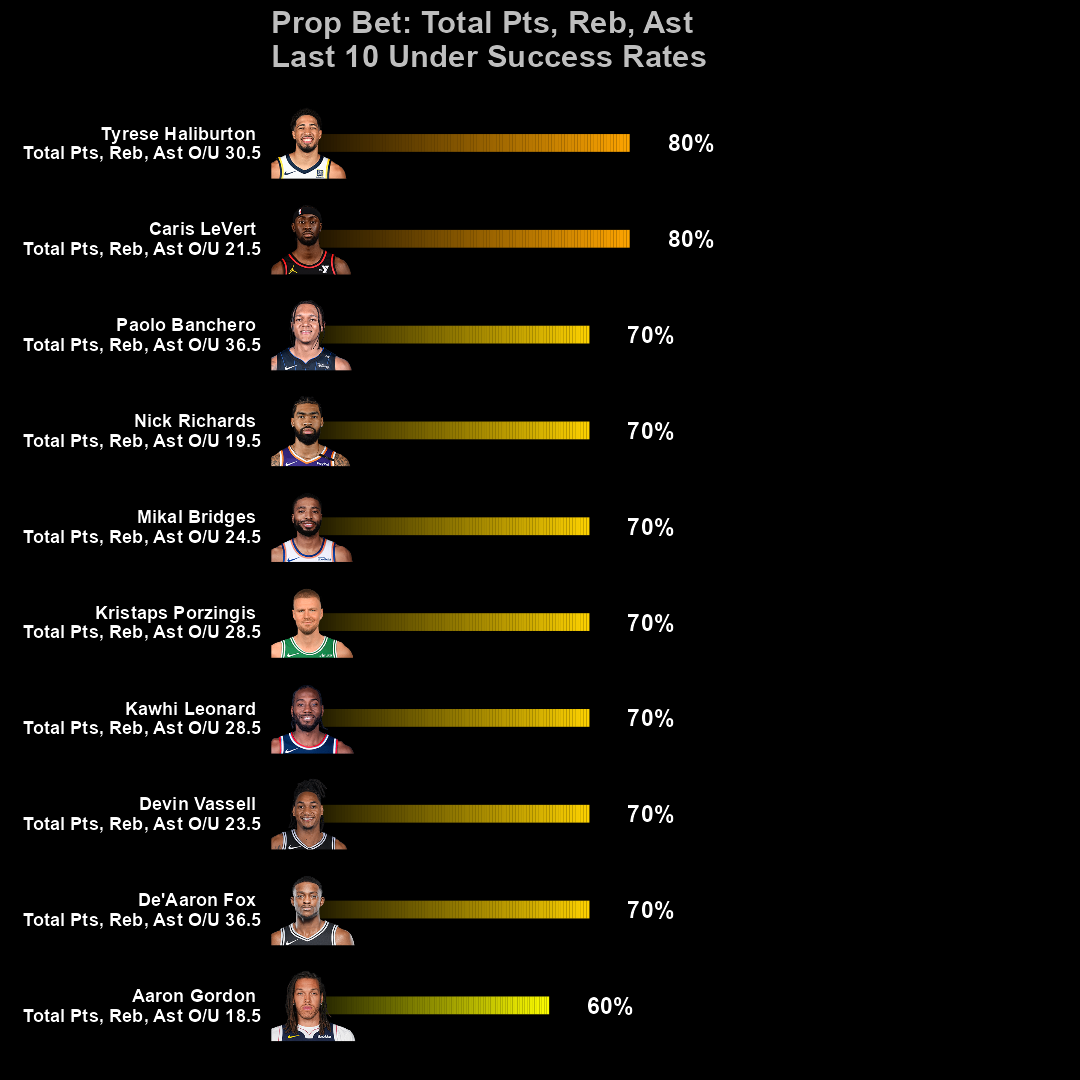 Prop Bet: Total Pts, Reb, Ast
Last 10 Under Success Rates
Tyrese Haliburton
Total Pts, Reb, Ast O/U 30.5
80%
Caris LeVert
Total Pts, Reb, Ast O/U 21.5
80%
Paolo Banchero
Total Pts, Reb, Ast O/U 36.5
70%
Nick Richards
Total Pts, Reb, Ast O/U 19.5
70%
Mikal Bridges
Total Pts, Reb, Ast O/U 24.5
70%
Kristaps Porzingis
Total Pts, Reb, Ast O/U 28.5
70%
Kawhi Leonard
Total Pts, Reb, Ast O/U 28.5
70%
Devin Vassell
Total Pts, Reb, Ast O/U 23.5
70%
De'Aaron Fox
Total Pts, Reb, Ast O/U 36.5
70%
Aaron Gordon
Total Pts, Reb, Ast O/U 18.5
60%